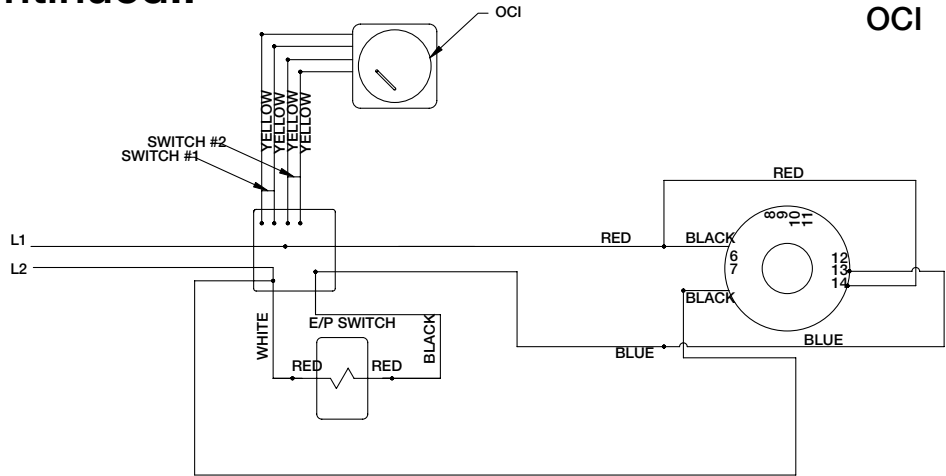 OCI
OCI
YELLOW
YELLOW
YELLOW
YELLOW
SWITCH #2
SWITCH #1
RED
L1
RED
BLACK
8
9
10
11
6
7
12
13
14
L2
BLACK
WHITE
E/P SWITCH
BLACK
BLUE
BLUE
RED
RED